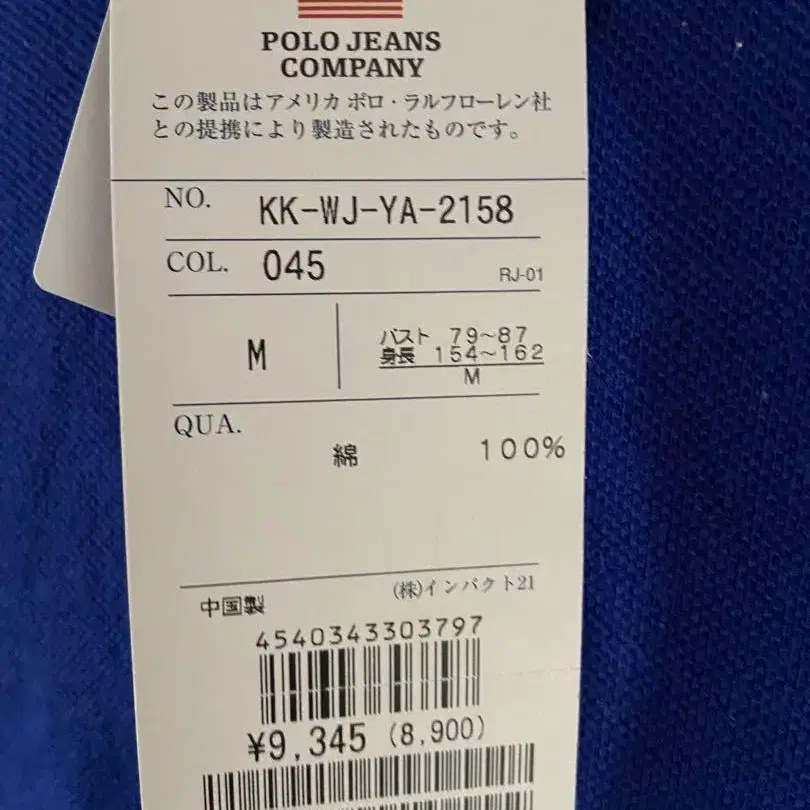 POLO JEANS
COMPANY
この製品はアメリカ ポロ・ラルフローレン社
との提携により製造されたものです。
NO. KK-WJ-YA-2158
COL. 045 RJ-01
M
バスト 79~87
身長 154~162
M
QUA.
綿 100%
(株)インパクト21
中国製
4540343303797
¥9,345 (8,900)